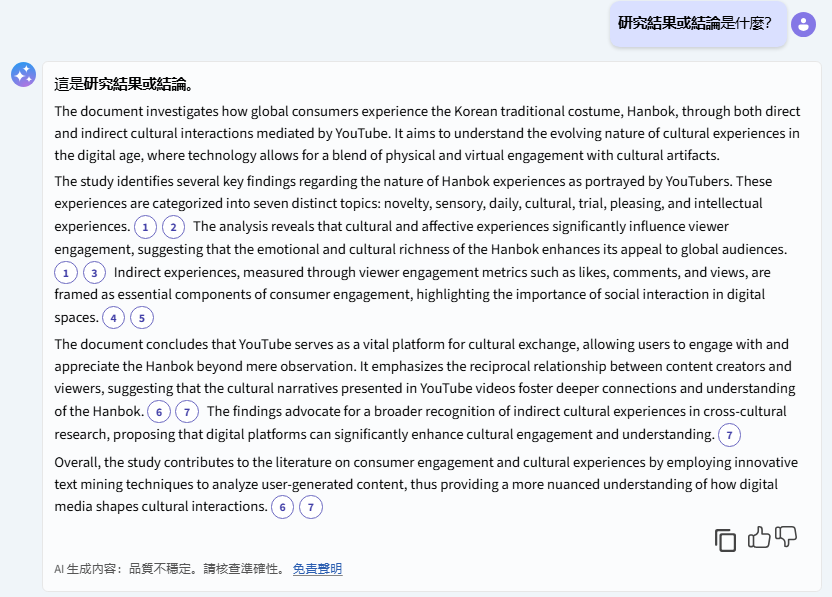 研究結果或結論是什麼?
這是研究結果或結論。
The document investigates how global consumers experience the Korean traditional costume, Hanbok, through both direct
and indirect cultural interactions mediated by YouTube. It aims to understand the evolving nature of cultural experiences in
the digital age, where technology allows for a blend of physical and virtual engagement with cultural artifacts.
The study identifies several key findings regarding the nature of Hanbok experiences as portrayed by YouTubers. These
experiences are categorized into seven distinct topics: novelty, sensory, daily, cultural, trial, pleasing, and intellectual
experiences. 1 2 The analysis reveals that cultural and affective experiences significantly influence viewer
engagement, suggesting that the emotional and cultural richness of the Hanbok enhances its appeal to global audiences.
1 3 Indirect experiences, measured through viewer engagement metrics such as likes, comments, and views, are
framed as essential components of consumer engagement, highlighting the importance of social interaction in digital
spaces. 4 5
The document concludes that YouTube serves as a vital platform for cultural exchange, allowing users to engage with and
appreciate the Hanbok beyond mere observation. It emphasizes the reciprocal relationship between content creators and
viewers, suggesting that the cultural narratives presented in YouTube videos foster deeper connections and understanding
of the Hanbok. 6 7 The findings advocate for a broader recognition of indirect cultural experiences in cross-cultural
research, proposing that digital platforms can significantly enhance cultural engagement and understanding. 7
Overall, the study contributes to the literature on consumer engagement and cultural experiences by employing innovative
text mining techniques to analyze user-generated content, thus providing a more nuanced understanding of how digital
media shapes cultural interactions. 6 7
AI 生成内容：品質不穩定。請核查準確性。 免責聲明